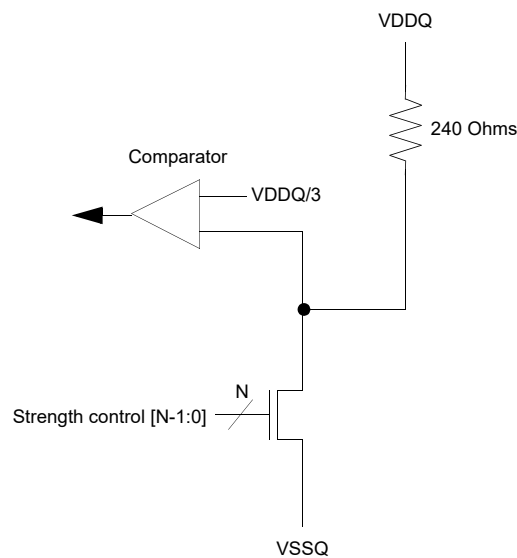 VDDQ
240 Ohms
Comparator
VDDQ/3
N
Strength control [N-1:0]
VSSQ